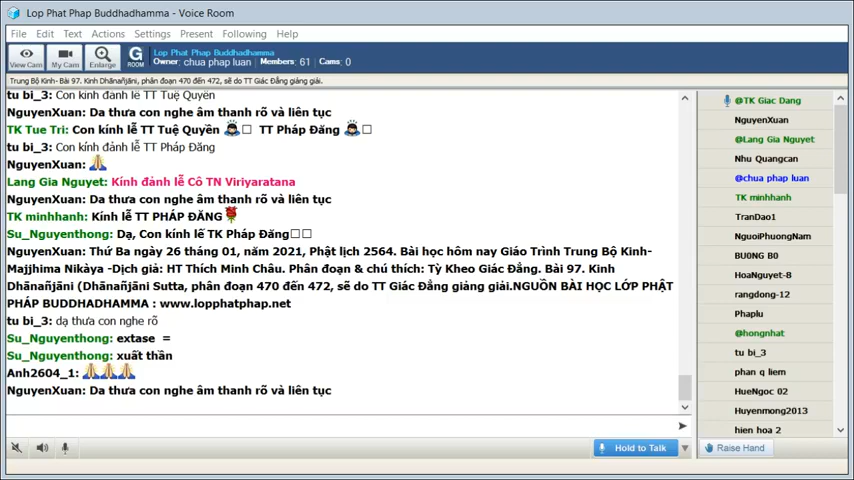 Lop Phat Phap Buddhadhamma - Voice Room
File Edit Text Actions Settings Present Following Help
View Cam My Cam Enlarge G ROOM
Lop Phat Phap Buddhadhamma
Owner: chua phap luan Members: 61 Cams: 0
Trung Bộ Kinh- Bài 97. Kinh Dhānañjāni, phân đoạn 470 đến 472, sẽ do TT Giác Đẳng giảng giải.
tu bi_3: Con kính đảnh lễ TT Tuệ Quyền
NguyenXuan: Da thưa con nghe âm thanh rõ và liên tục
TK Tue Tri: Con kính lễ TT Tuệ Quyền TT Pháp Đăng
tu bi_3: Con kính đảnh lễ TT Pháp Đăng
NguyenXuan:
Lang Gia Nguyet: Kính đảnh lễ Cô TN Viriyaratana
NguyenXuan: Da thưa con nghe âm thanh rõ và liên tục
TK minhhanh: Kính lễ TT PHÁP ĐĂNG
Su_Nguyenthong: Dạ, Con kính lễ TK Pháp Đăng
NguyenXuan: Thứ Ba ngày 26 tháng 01, năm 2021, Phật lịch 2564. Bài học hôm nay Giáo Trình Trung Bộ Kinh-
Majjhima Nikàya -Dịch giả: HT Thích Minh Châu. Phân đoạn & chú thích: Tỳ Kheo Giác Đẳng. Bài 97. Kinh
Dhānañjāni (Dhanañjāni Sutta, phân đoạn 470 đến 472, sẽ do TT Giác Đẳng giảng giải.NGUỒN BÀI HỌC LỚP PHẬT
PHÁP BUDDHADHAMMA : www.lopphatphap.net
tu bi_3: dạ thưa con nghe rõ
Su_Nguyenthong: extase =
Su_Nguyenthong: xuất thần
Anh2604_1:
NguyenXuan: Da thưa con nghe âm thanh rõ và liên tục
Hold to Talk
@TK Giac Dang
NguyenXuan
@Lang Gia Nguyet
Nhu Quangcan
@chua phap luan
TK minhhanh
TranDao1
NguoiPhuongNam
BU0NG B0
HoaNguyet-8
rangdong-12
Phaplu
@hongnhat
tu bi_3
phan q liem
HueNgoc 02
Huyenmong2013
hien hoa 2
Raise Hand